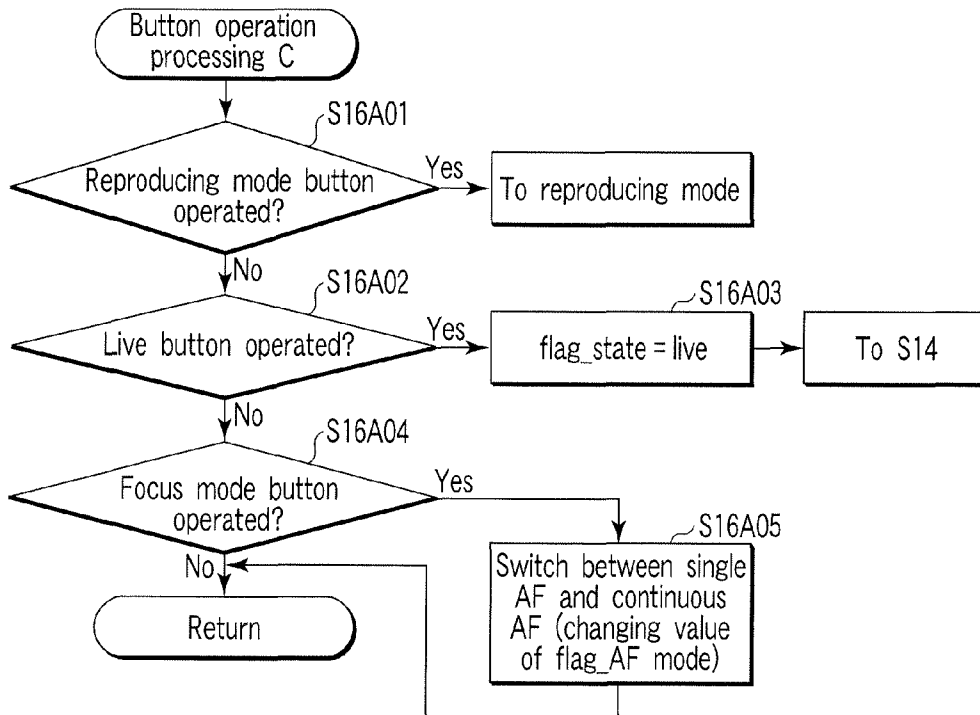 Button operation
processing C
S16A01
Reproducing mode button
operated?
Yes
To reproducing mode
No
S16A02
Live button operated?
Yes
S16A03
flag_state = live
To S14
No
S16A04
Focus mode button
operated?
Yes
S16A05
Switch between single
AF and continuous
AF (changing value
of flag_AF mode)
No
Return